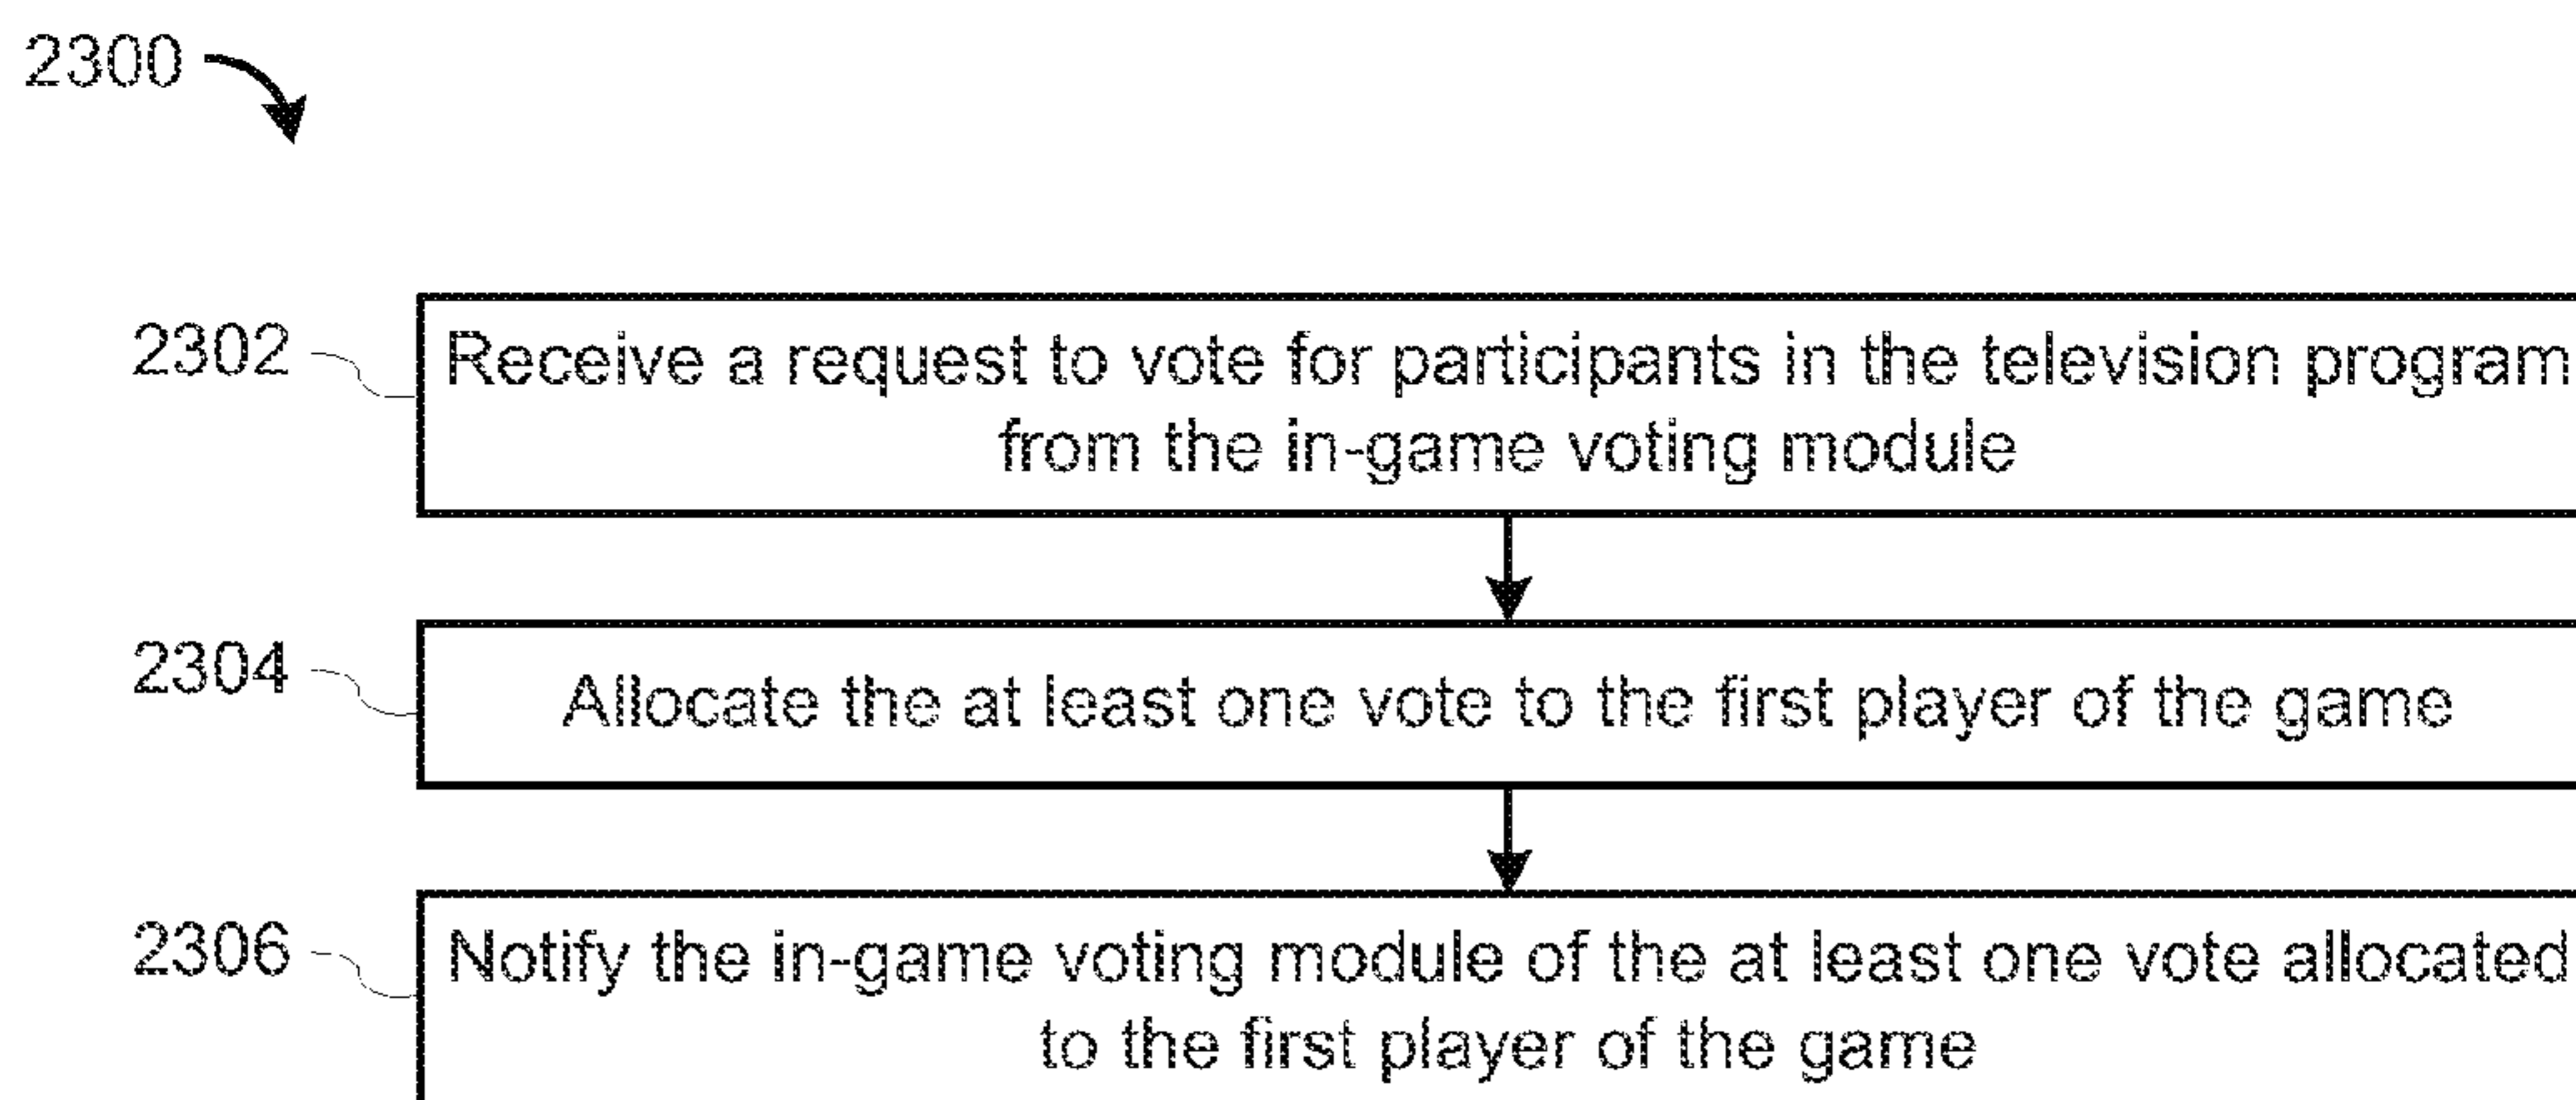 2300
2302
Receive a request to vote for participants in the television program
from the in-game voting module
2304
Allocate the at least one vote to the first player of the game
2306
Notify the in-game voting module of the at least one vote allocated
to the first player of the game